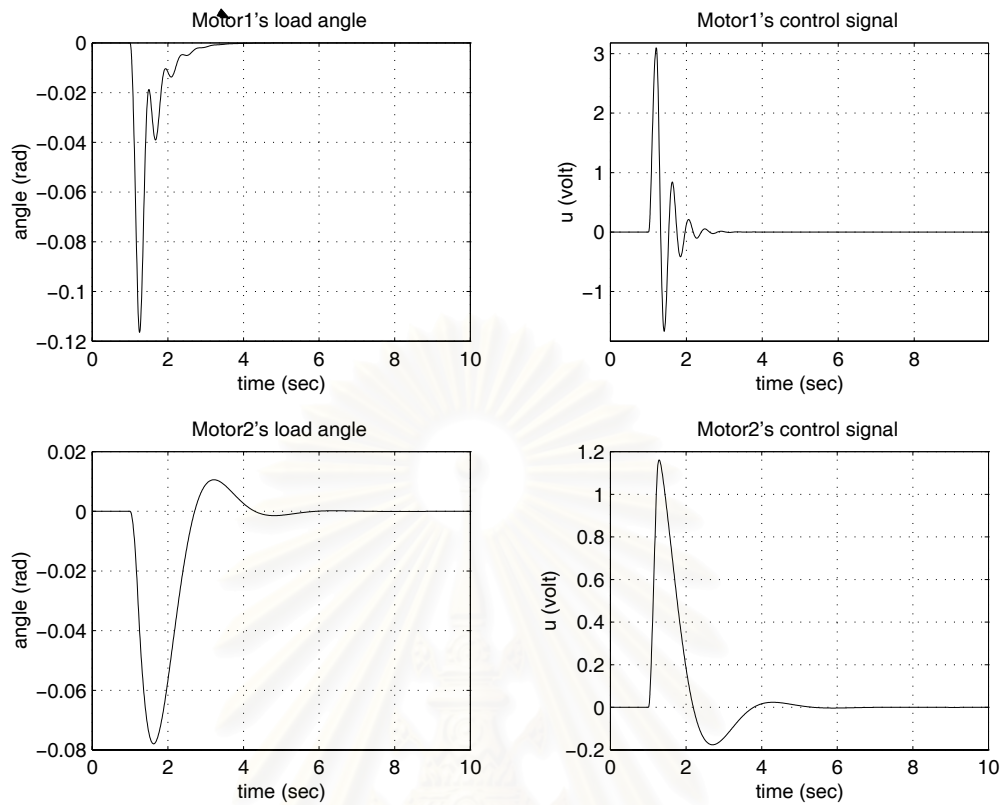 Motor1's load angle
0
−0.02
−0.04
−0.06
−0.08
−0.1
−0.12
angle (rad)
0 2 4 6 8 10
time (sec)
Motor1's control signal
3
2
1
0
−1
u (volt)
0 2 4 6 8
time (sec)
Motor2's load angle
0.02
0
−0.02
−0.04
−0.06
−0.08
angle (rad)
0 2 4 6 8 10
time (sec)
Motor2's control signal
1.2
1
0.8
0.6
0.4
0.2
0
−0.2
u (volt)
0 2 4 6 8 10
time (sec)